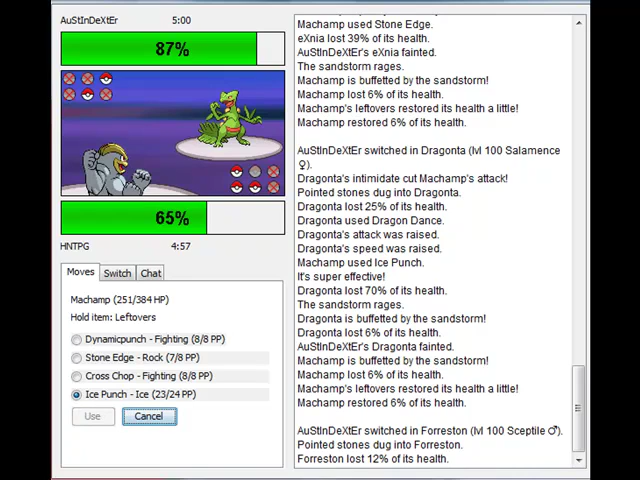 AuStInDeXtEr 5:00
87%
65%
HNTPG 4:57
Moves Switch Chat
Machamp (251/384 HP)
Hold item: Leftovers
Dynamicpunch - Fighting (8/8 PP)
Stone Edge - Rock (7/8 PP)
Cross Chop - Fighting (8/8 PP)
Ice Punch - Ice (23/24 PP)
Use Cancel
Machamp used Stone Edge.
eXnia lost 39% of its health.
AuStInDeXtEr's eXnia fainted.
The sandstorm rages.
Machamp is buffetted by the sandstorm!
Machamp lost 6% of its health.
Machamp's leftovers restored its health a little!
Machamp restored 6% of its health.
AuStInDeXtEr switched in Dragonta (lvl 100 Salamence
♀).
Dragonta's intimidate cut Machamp's attack!
Pointed stones dug into Dragonta.
Dragonta lost 25% of its health.
Dragonta used Dragon Dance.
Dragonta's attack was raised.
Dragonta's speed was raised.
Machamp used Ice Punch.
It's super effective!
Dragonta lost 70% of its health.
The sandstorm rages.
Dragonta is buffetted by the sandstorm!
Dragonta lost 6% of its health.
AuStInDeXtEr's Dragonta fainted.
Machamp is buffetted by the sandstorm!
Machamp lost 6% of its health.
Machamp's leftovers restored its health a little!
Machamp restored 6% of its health.
AuStInDeXtEr switched in Forreston (lvl 100 Sceptile ♂).
Pointed stones dug into Forreston.
Forreston lost 12% of its health.